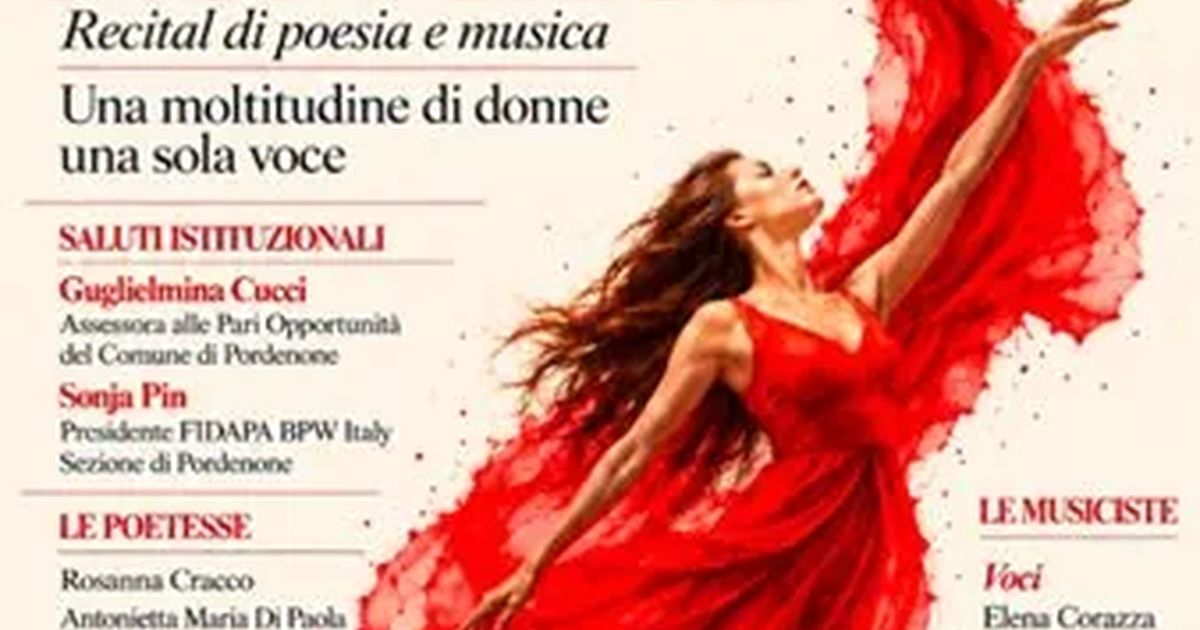 Recital di poesia e musica
Una moltitudine di donne
una sola voce
SALUTI ISTITUZIONALI
Guglielmina Cucci
Assessora alle Pari Opportunità
del Comune di Pordenone
Sonja Pin
Presidente FIDAPA BPW Italy
Sezione di Pordenone
LE POETESSE
Rosanna Cracco
Antonietta Maria Di Paola
LE MUSICISTE
Voci
Elena Corazza